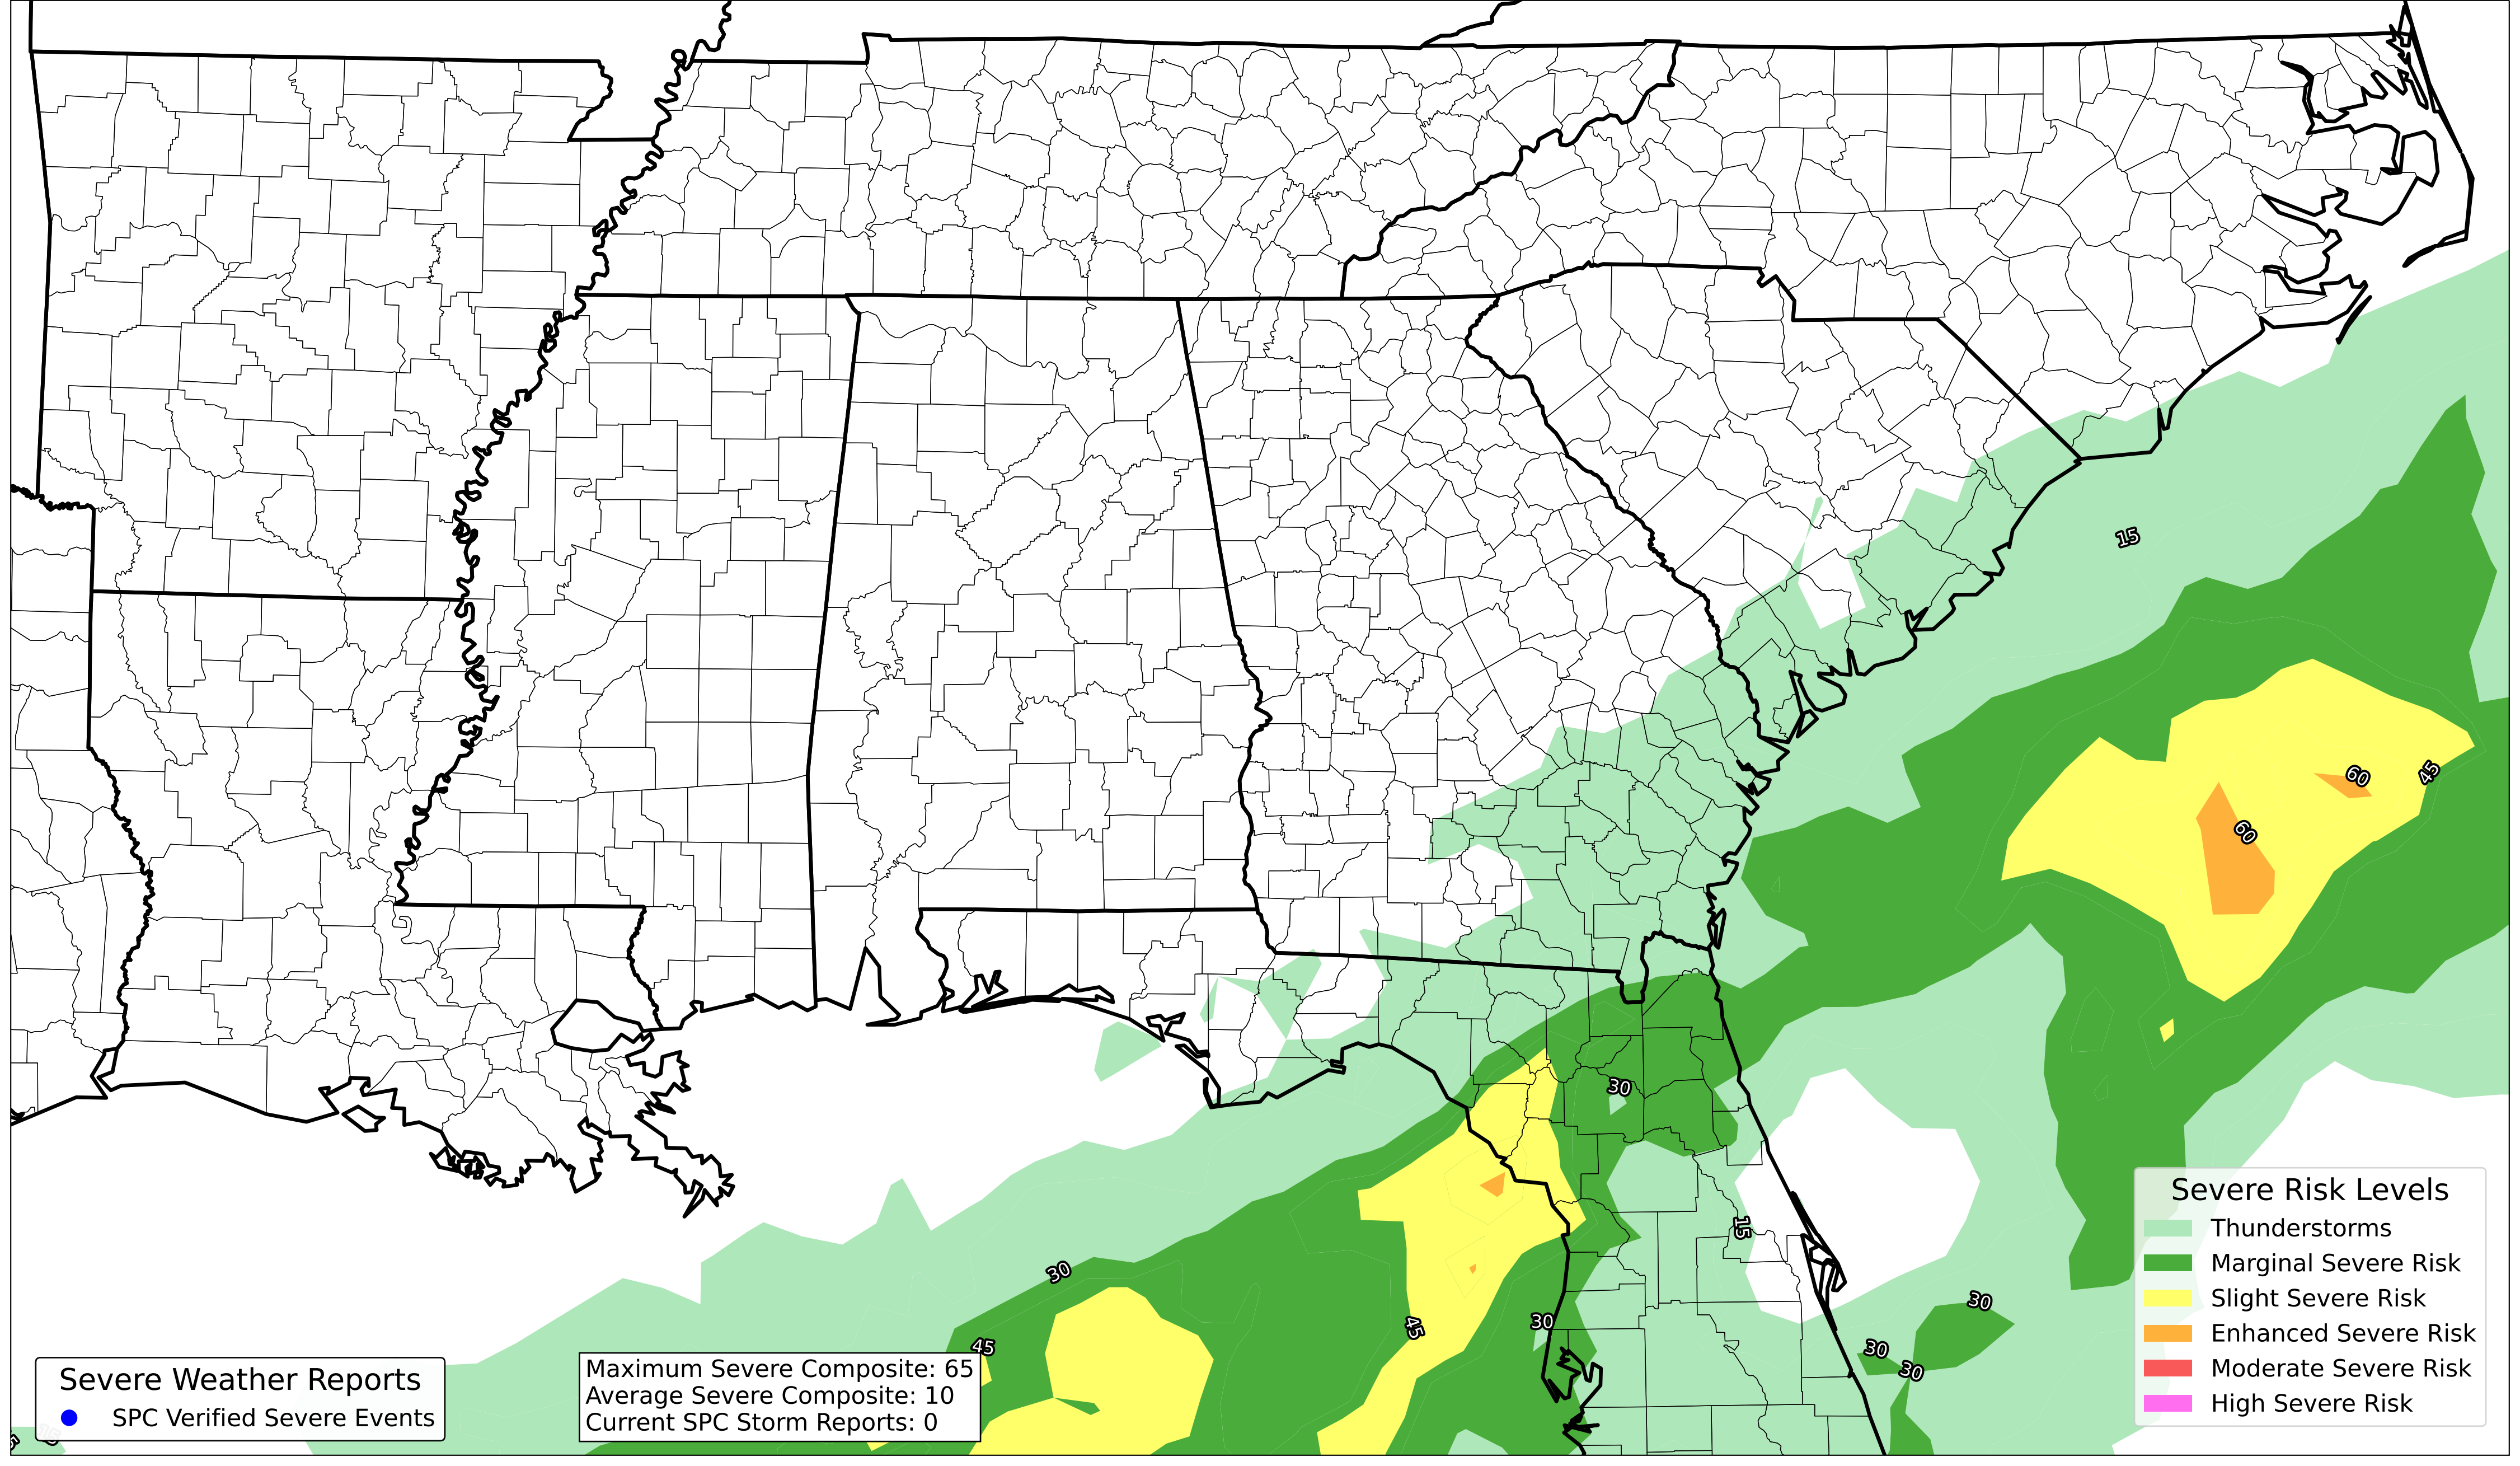 15
60
45
60
30
15
30
30
45
45
30
30
30
Severe Risk Levels
Thunderstorms
Marginal Severe Risk
Slight Severe Risk
Enhanced Severe Risk
Moderate Severe Risk
High Severe Risk
Severe Weather Reports
SPC Verified Severe Events
Maximum Severe Composite: 65
Average Severe Composite: 10
Current SPC Storm Reports: 0